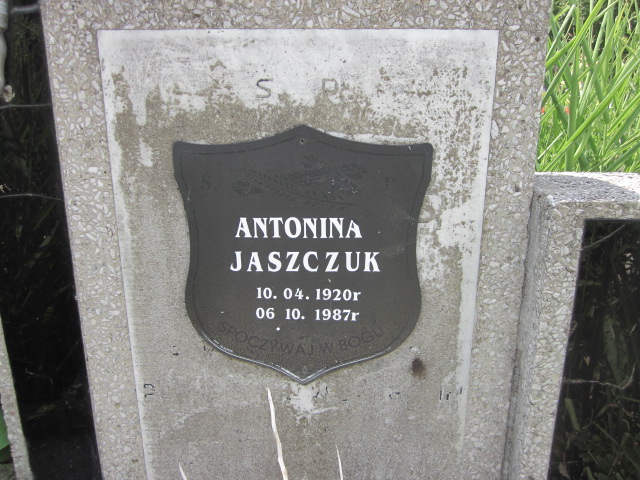 S P
S P
ANTONINA
JASZCZUK
10. 04. 1920r
06 10. 1987r
SPOCZYWAJ W BOGU